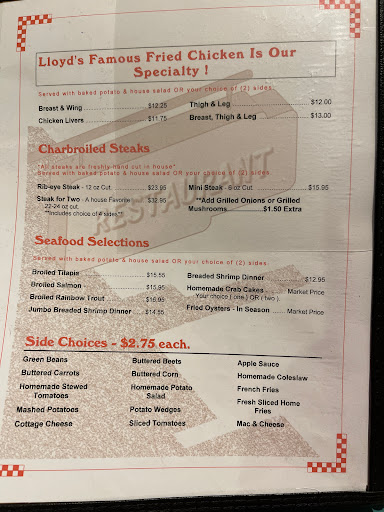 Lloyd's Famous Fried Chicken Is Our
Specialty !
Served with baked potato & house salad OR your choice of (2) sides.
Breast & Wing $12.25
Thigh & Leg $12.00
Chicken Livers $11.75
Breast, Thigh & Leg $13.00
Charbroiled Steaks
*All steaks are freshly hand cut in house*
Served with baked potato & house salad OR your choice of (2) sides.
Rib-eye Steak - 12 oz Cut $23.95
Mini Steak - 6 oz Cut $15.95
Steak for Two - A house Favorite $32.95
22-24 oz cut.
**Includes choice of 4 sides.**
**Add Grilled Onions or Grilled
Mushrooms $1.50 Extra
RESTAURANT
Seafood Selections
Served with baked potato & house salad OR your choice of (2) sides.
Broiled Tilapia $15.55
Breaded Shrimp Dinner $12.95
Broiled Salmon $15.95
Homemade Crab Cakes Market Price
Your choice ( one ) OR ( two ).
Broiled Rainbow Trout $16.95
Fried Oysters - In Season Market Price
Jumbo Breaded Shrimp Dinner $14.55
Side Choices - $2.75 each.
Green Beans
Buttered Beets
Apple Sauce
Buttered Carrots
Buttered Corn
Homemade Coleslaw
Homemade Stewed
Tomatoes
Homemade Potato
Salad
French Fries
Mashed Potatoes
Potato Wedges
Fresh Sliced Home
Fries
Cottage Cheese
Sliced Tomatoes
Mac & Cheese